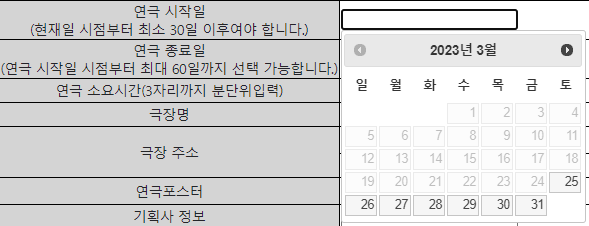 연극 시작일
(현재일 시점부터 최소 30일 이후여야 합니다.)
연극 종료일
(연극 시작일 시점부터 최대 60일까지 선택 가능합니다.)
연극 소요시간(3자리까지 분단위입력)
극장명
극장 주소
연극포스터
기획사 정보
2023년 3월
일 월 화 수 목 금 토
1 2 3 4
5 6 7 8 9 10 11
12 13 14 15 16 17 18
19 20 21 22 23 24 25
26 27 28 29 30 31